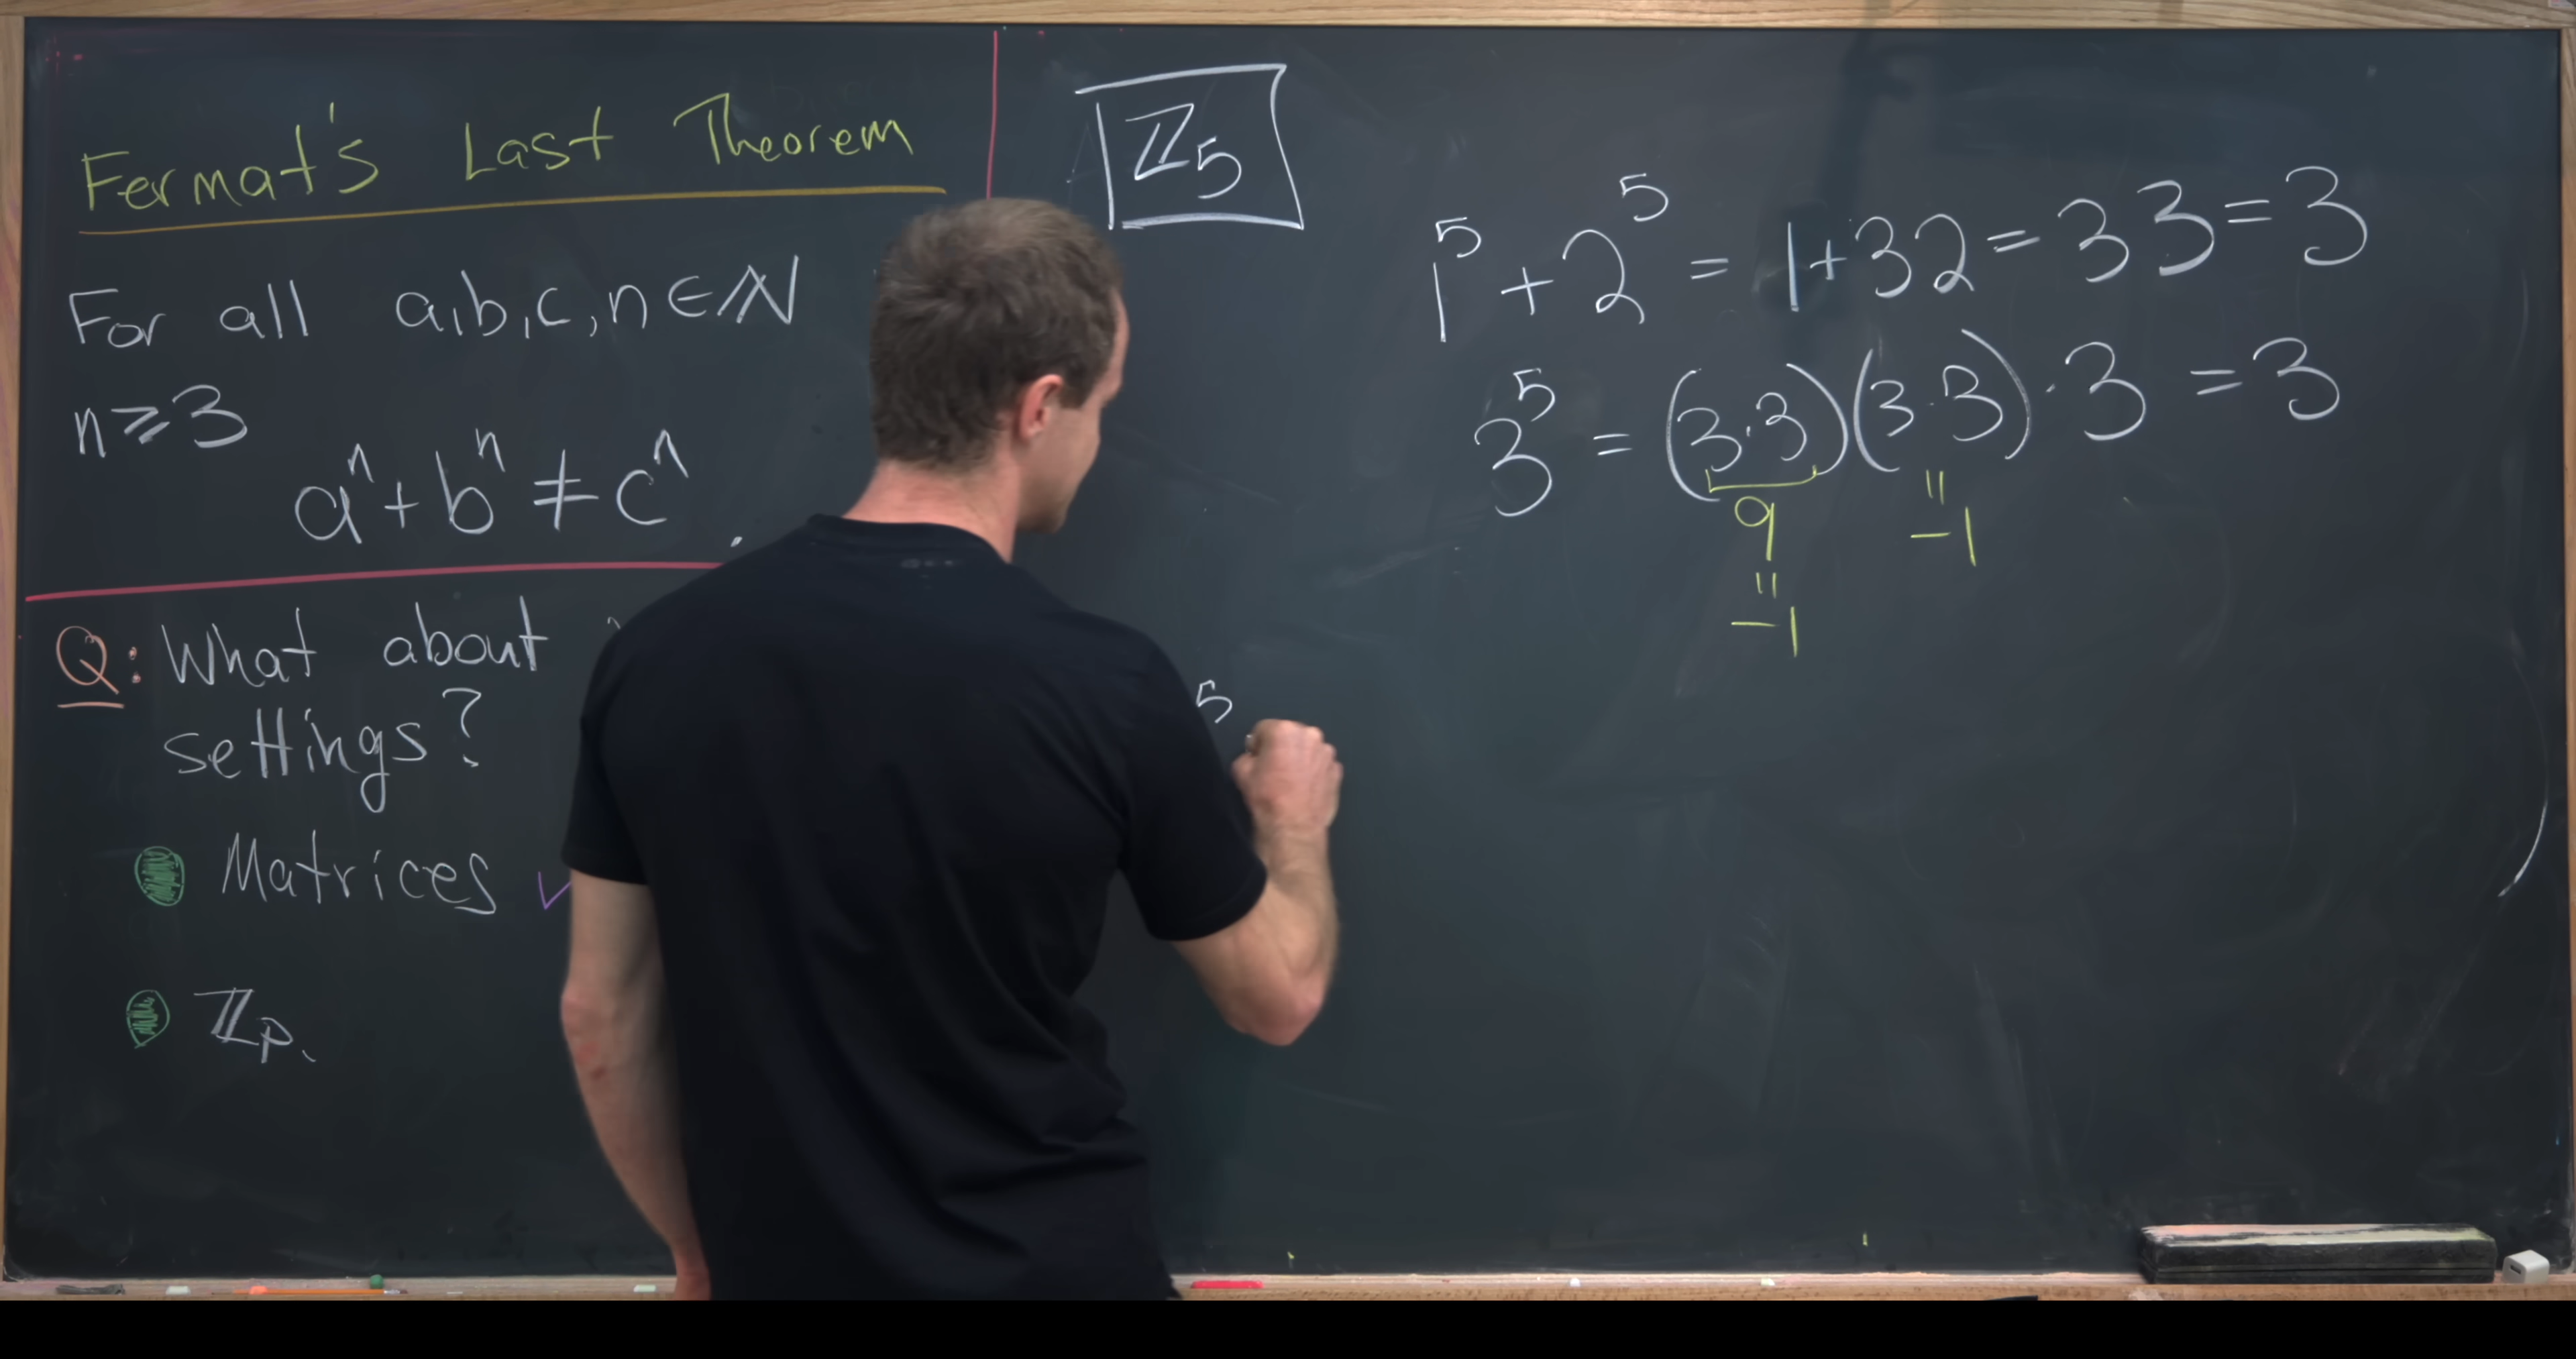 Fermat's Last Theorem
For all a,b,c,n∈ℕ
n⩾3
aⁿ+bⁿ≠cⁿ.
Q: What about
settings?
Matrices ✓
ℤₚ.
ℤ₅
1⁵+2⁵ = 1+32=33=3
3⁵ = (3·3)(3·3)·3 = 3
9 = -1
= -1
5